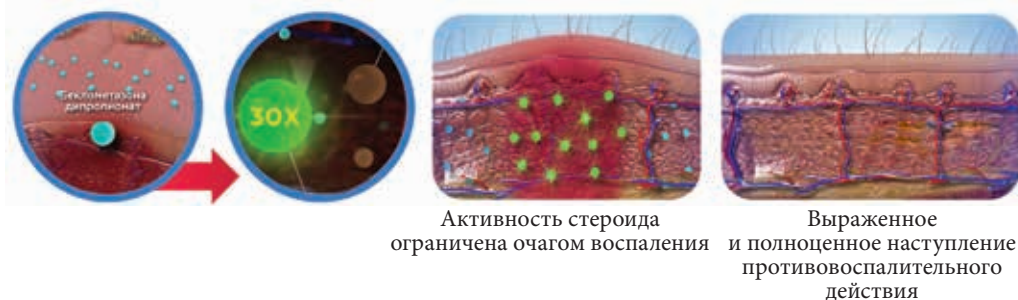 Беклометазона
дипропионат
30X
Активность стероида
ограничена очагом воспаления
Выраженное
и полноценное наступление
противовоспалительного
действия